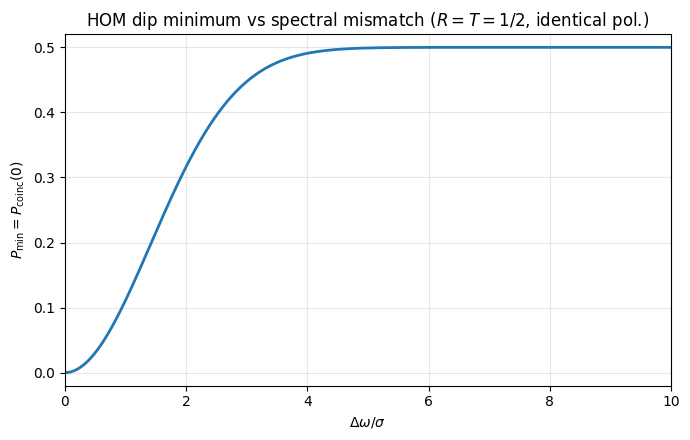 HOM dip minimum vs spectral mismatch (R = T = 1/2, identical pol.)
0.5
0.4
0.3
0.2
0.1
0.0
P_min = P_coinc(0)
0 2 4 6 8 10
Δω/σ